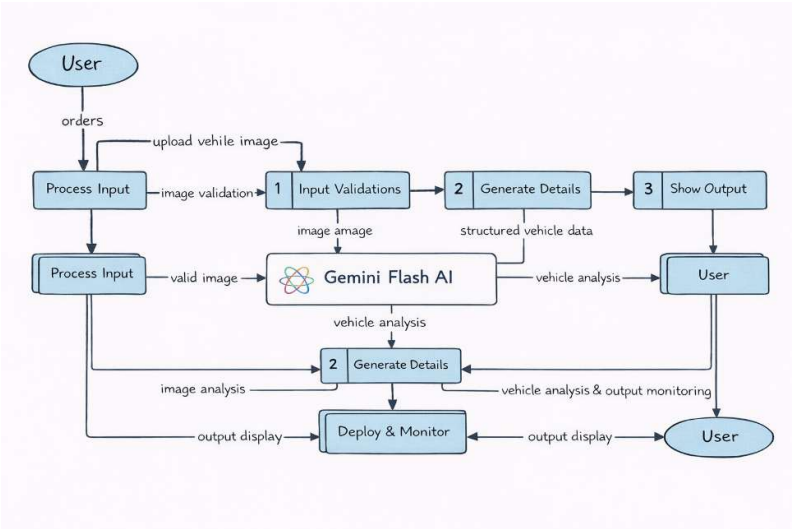 User
orders
upload vehile image
Process Input
image validation
1 Input Validations
2 Generate Details
3 Show Output
image amage
structured vehicle data
Process Input
valid image
Gemini Flash AI
vehicle analysis
User
vehicle analysis
2 Generate Details
image analysis
vehicle analysis & output monitoring
output display
Deploy & Monitor
output display
User